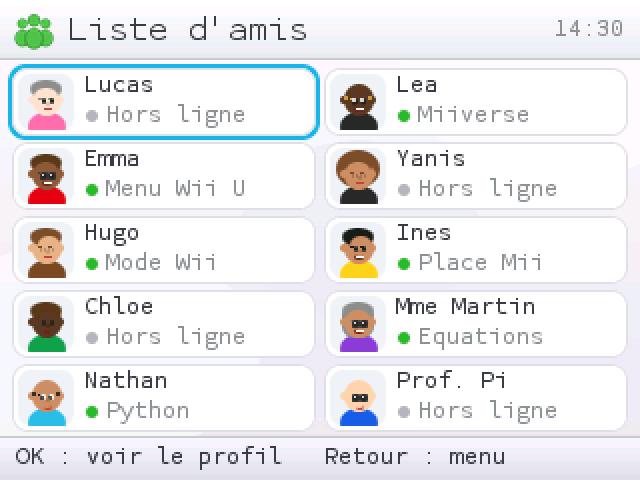 Liste d'amis
14:30
Lucas
Hors ligne
Lea
Miiverse
Emma
Menu Wii U
Yanis
Hors ligne
Hugo
Mode Wii
Ines
Place Mii
Chloe
Hors ligne
Mme Martin
Equations
Nathan
Python
Prof. Pi
Hors ligne
OK : voir le profil
Retour : menu